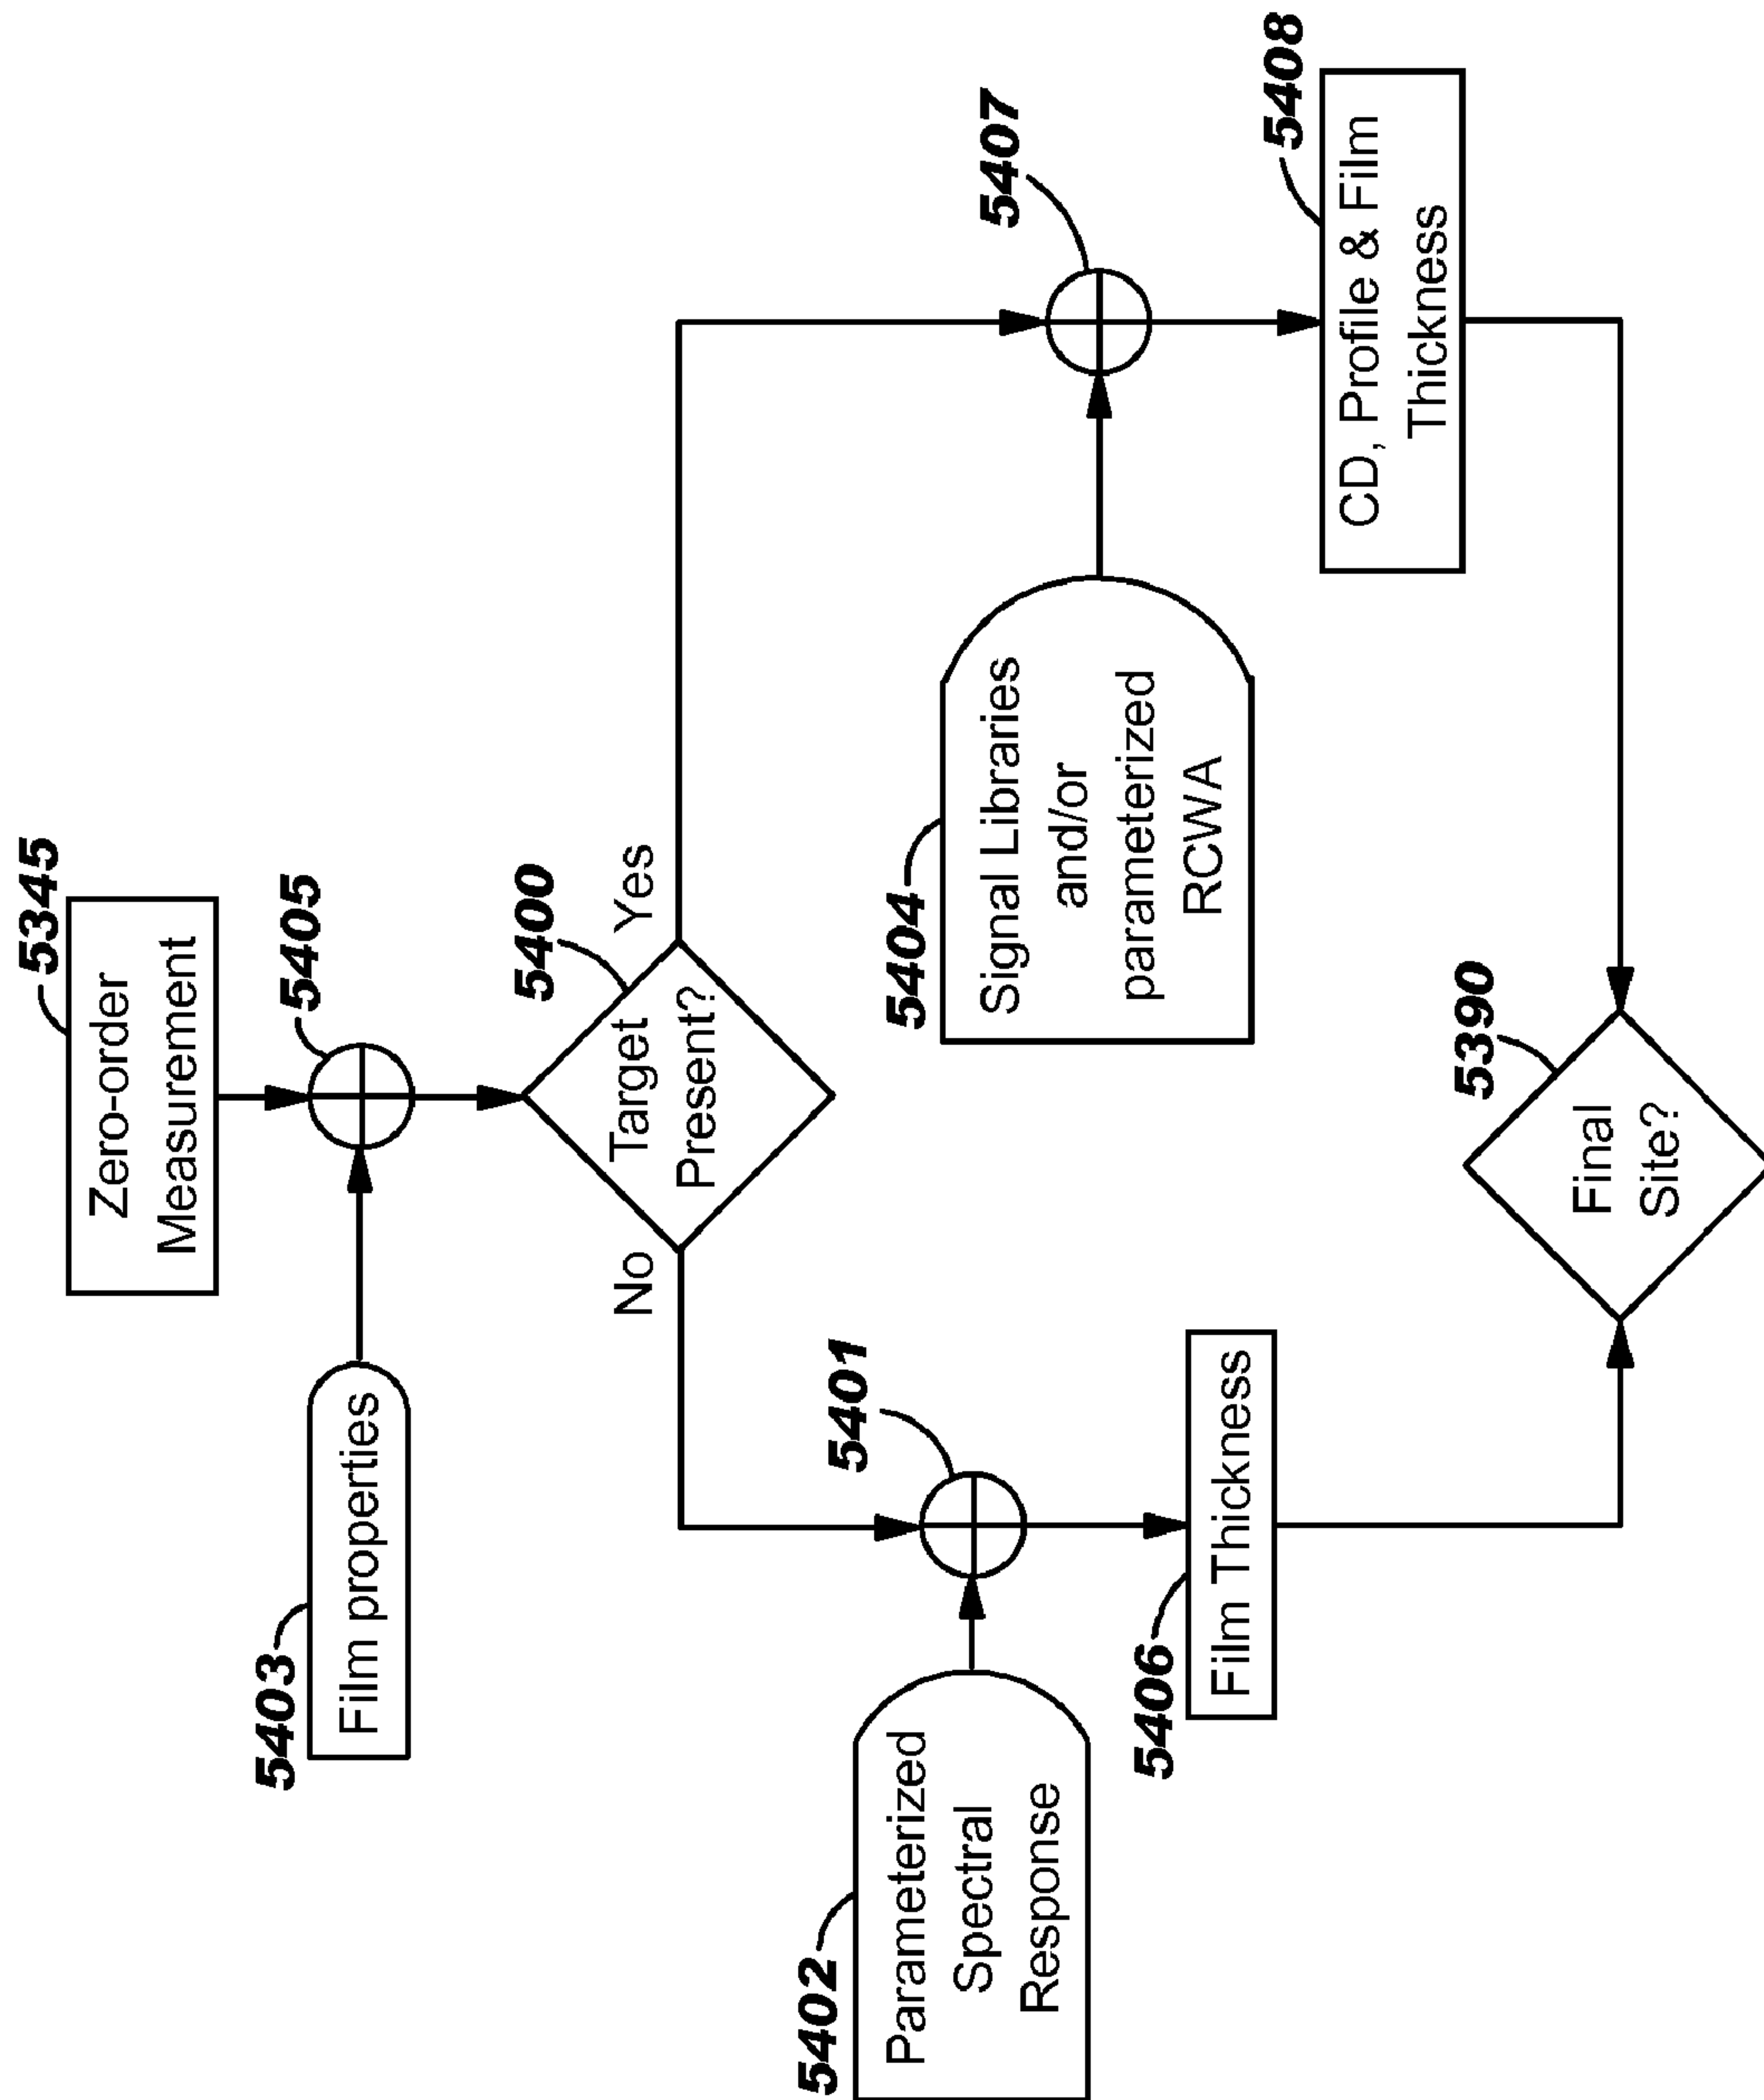 5345
Zero-order
Measurement
5403
Film properties
5405
5400
Target
Present?
No
Yes
5402
Parameterized
Spectral
Response
5401
5404
Signal Libraries
and/or
parameterized
RCWA
5407
5406
Film Thickness
5408
CD, Profile & Film
Thickness
5390
Final
Site?